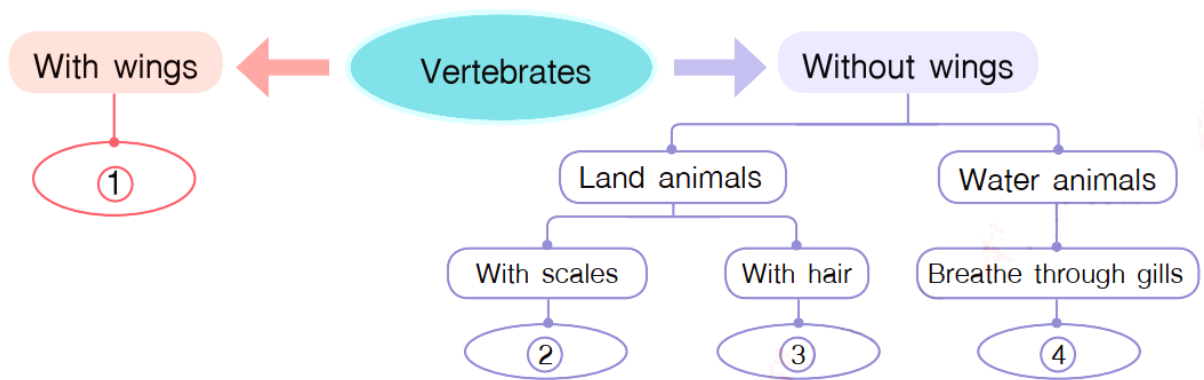 With wings
Vertebrates
Without wings
①
Land animals
Water animals
With scales
With hair
Breathe through gills
②
③
④